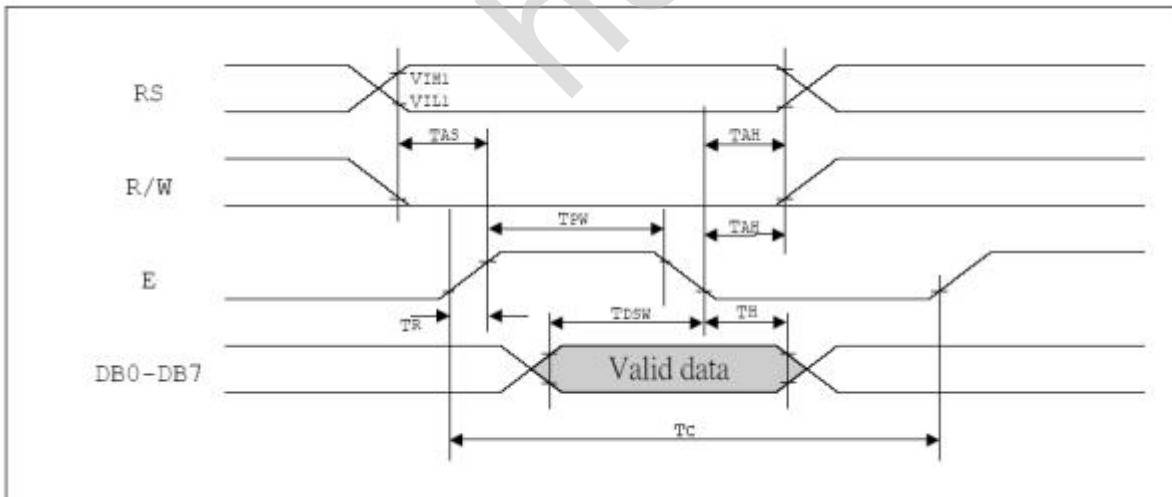 RS
VIH1
VIL1
TAS
TAH
R/W
TPW
TAH
E
TR
TDSW
TH
DB0-DB7
Valid data
TC